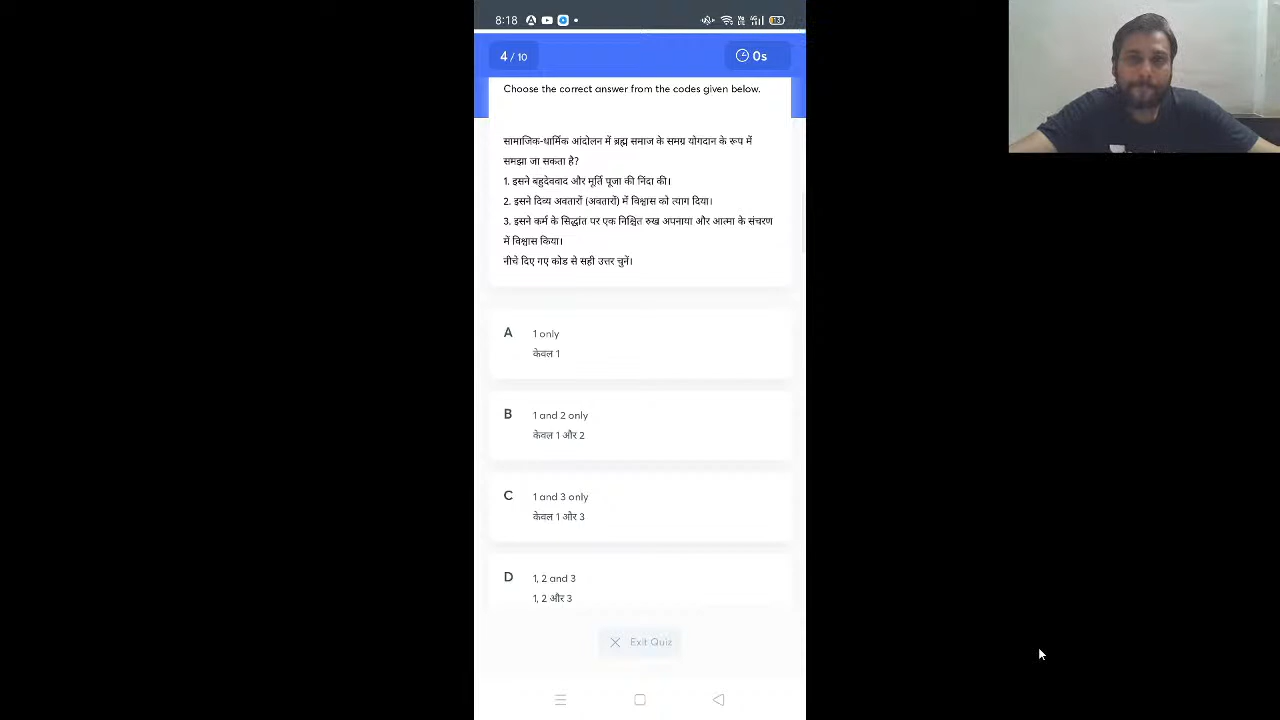 8:18
4 / 10
0s
Choose the correct answer from the codes given below.
सामाजिक-धार्मिक आंदोलन में ब्रह्म समाज के समग्र योगदान के रूप में
समझा जा सकता है?
1. इसने बहुदेववाद और मूर्ति पूजा की निंदा की।
2. इसने दिव्य अवतारों (अवतारों) में विश्वास को त्याग दिया।
3. इसने कर्म के सिद्धांत पर एक निश्चित रुख अपनाया और आत्मा के संचरण
में विश्वास किया।
नीचे दिए गए कोड से सही उत्तर चुनें।
A 1 only
केवल 1
B 1 and 2 only
केवल 1 और 2
C 1 and 3 only
केवल 1 और 3
D 1, 2 and 3
1, 2 और 3
Exit Quiz